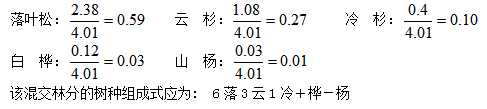 落叶松：2.38/4.01=0.59 云 杉：1.08/4.01=0.27 冷 杉：0.4/4.01=0.10
白 桦：0.12/4.01=0.03 山 杨：0.03/4.01=0.01
该混交林分的树种组成式应为： 6落3云1冷＋桦－杨